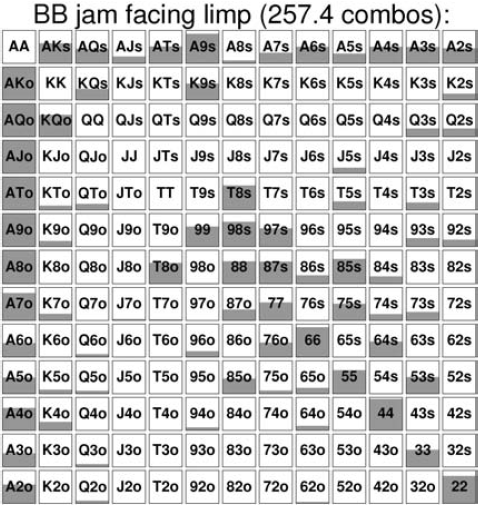 BB jam facing limp (257.4 combos):
AA AKs AQs AJs ATs A9s A8s A7s A6s A5s A4s A3s A2s
AKo KK KQs KJs KTs K9s K8s K7s K6s K5s K4s K3s K2s
AQo KQo QQ QJs QTs Q9s Q8s Q7s Q6s Q5s Q4s Q3s Q2s
AJo KJo QJo JJ JTs J9s J8s J7s J6s J5s J4s J3s J2s
ATo KTo QTo JTo TT T9s T8s T7s T6s T5s T4s T3s T2s
A9o K9o Q9o J9o T9o 99 98s 97s 96s 95s 94s 93s 92s
A8o K8o Q8o J8o T8o 98o 88 87s 86s 85s 84s 83s 82s
A7o K7o Q7o J7o T7o 97o 87o 77 76s 75s 74s 73s 72s
A6o K6o Q6o J6o T6o 96o 86o 76o 66 65s 64s 63s 62s
A5o K5o Q5o J5o T5o 95o 85o 75o 65o 55 54s 53s 52s
A4o K4o Q4o J4o T4o 94o 84o 74o 64o 54o 44 43s 42s
A3o K3o Q3o J3o T3o 93o 83o 73o 63o 53o 43o 33 32s
A2o K2o Q2o J2o T2o 92o 82o 72o 62o 52o 42o 32o 22